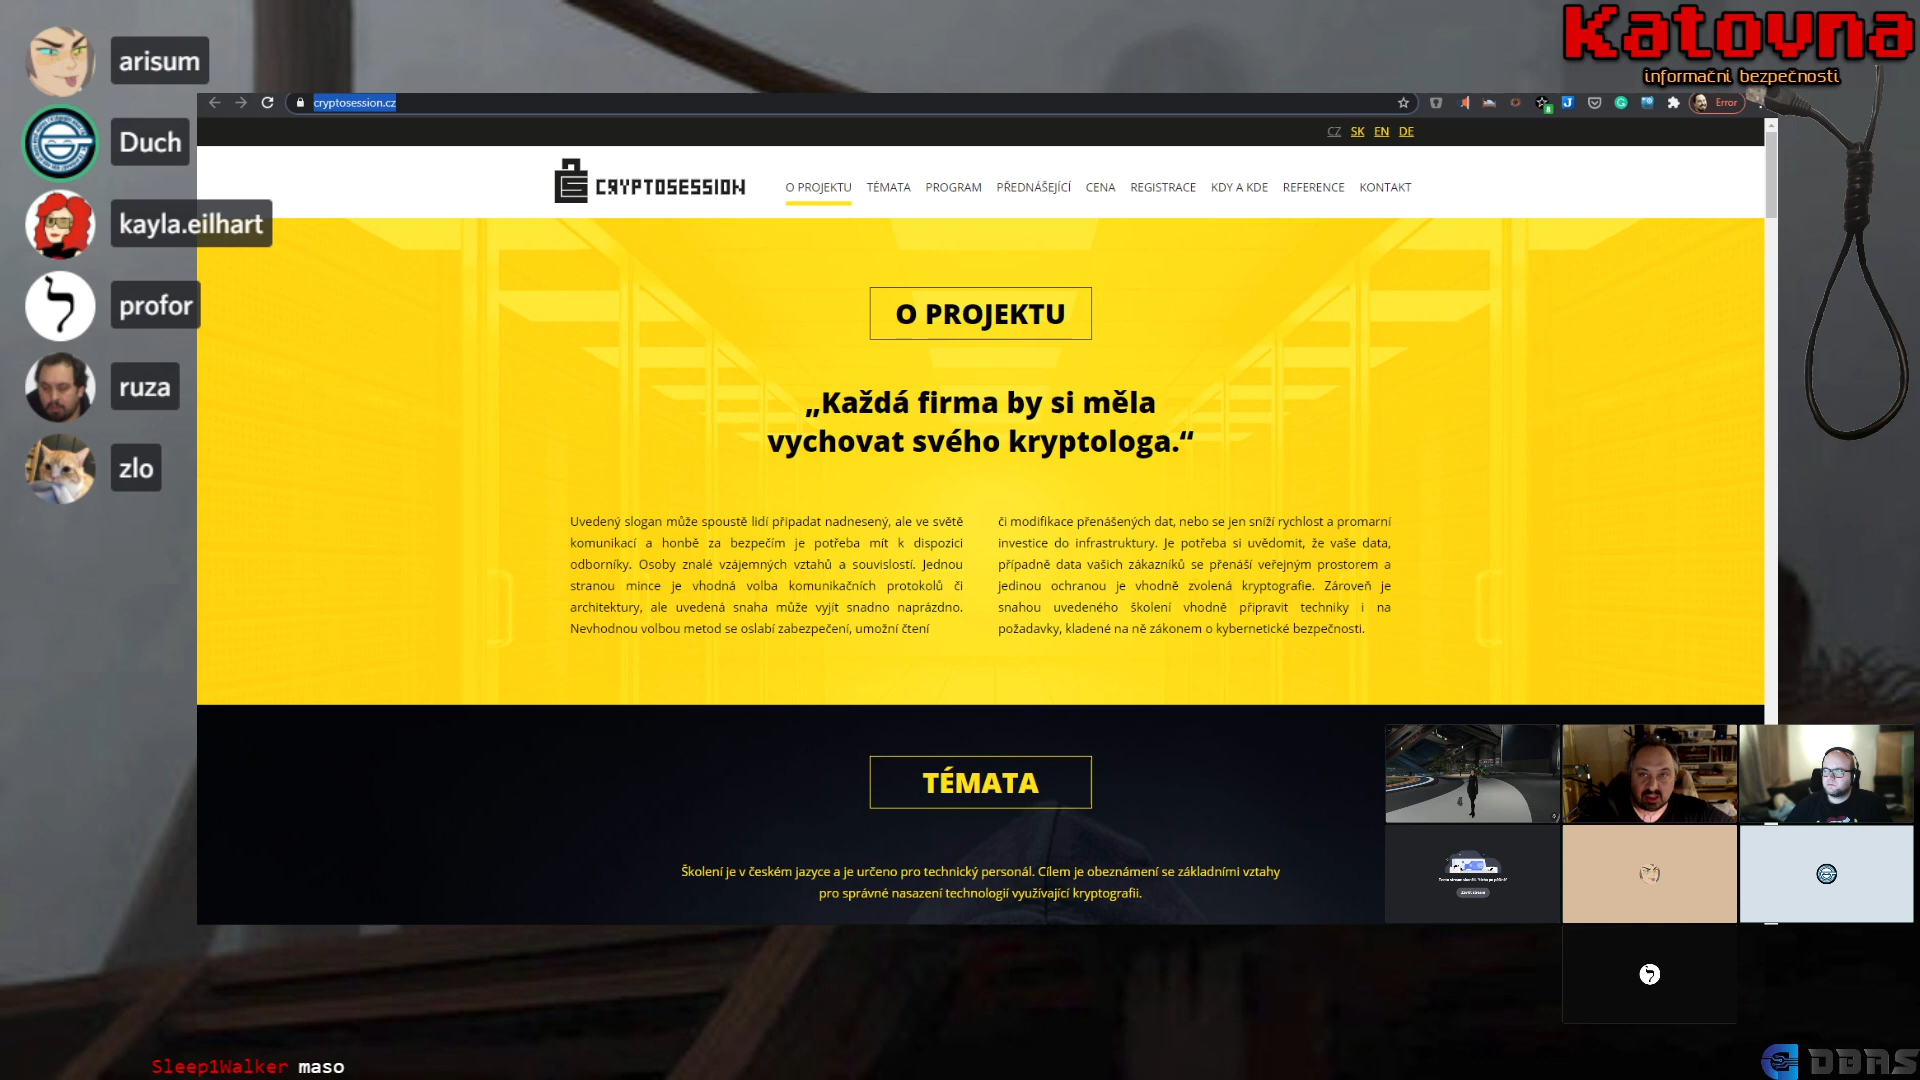 Katovna
informační bezpečnosti
arisum
Duch
kayla.eilhart
profor
ruza
zlo
cryptosession.cz
Error
CZ SK EN DE
CRYPTOSESSION
O PROJEKTU TÉMATA PROGRAM PŘEDNÁŠEJÍCÍ CENA REGISTRACE KDY A KDE REFERENCE KONTAKT
O PROJEKTU
„Každá firma by si měla
vychovat svého kryptologa.“
Uvedený slogan může spoustě lidí připadat nadnesený, ale ve světě
komunikací a honbě za bezpečím je potřeba mít k dispozici
odborníky. Osoby znalé vzájemných vztahů a souvislostí. Jednou
stranou mince je vhodná volba komunikačních protokolů či
architektury, ale uvedená snaha může vyjít snadno naprázdno.
Nevhodnou volbou metod se oslabí zabezpečení, umožní čtení
či modifikace přenášených dat, nebo se jen sníží rychlost a promarní
investice do infrastruktury. Je potřeba si uvědomit, že vaše data,
případně data vašich zákazníků se přenáší veřejným prostorem a
jedinou ochranou je vhodně zvolená kryptografie. Zároveň je
snahou uvedeného školení vhodně připravit techniky i na
požadavky, kladené na ně zákonem o kybernetické bezpečnosti.
TÉMATA
Školení je v českém jazyce a je určeno pro technický personál. Cílem je obeznámení se základními vztahy
pro správné nasazení technologií využívající kryptografii.
Sleep1Walker maso
DBAS